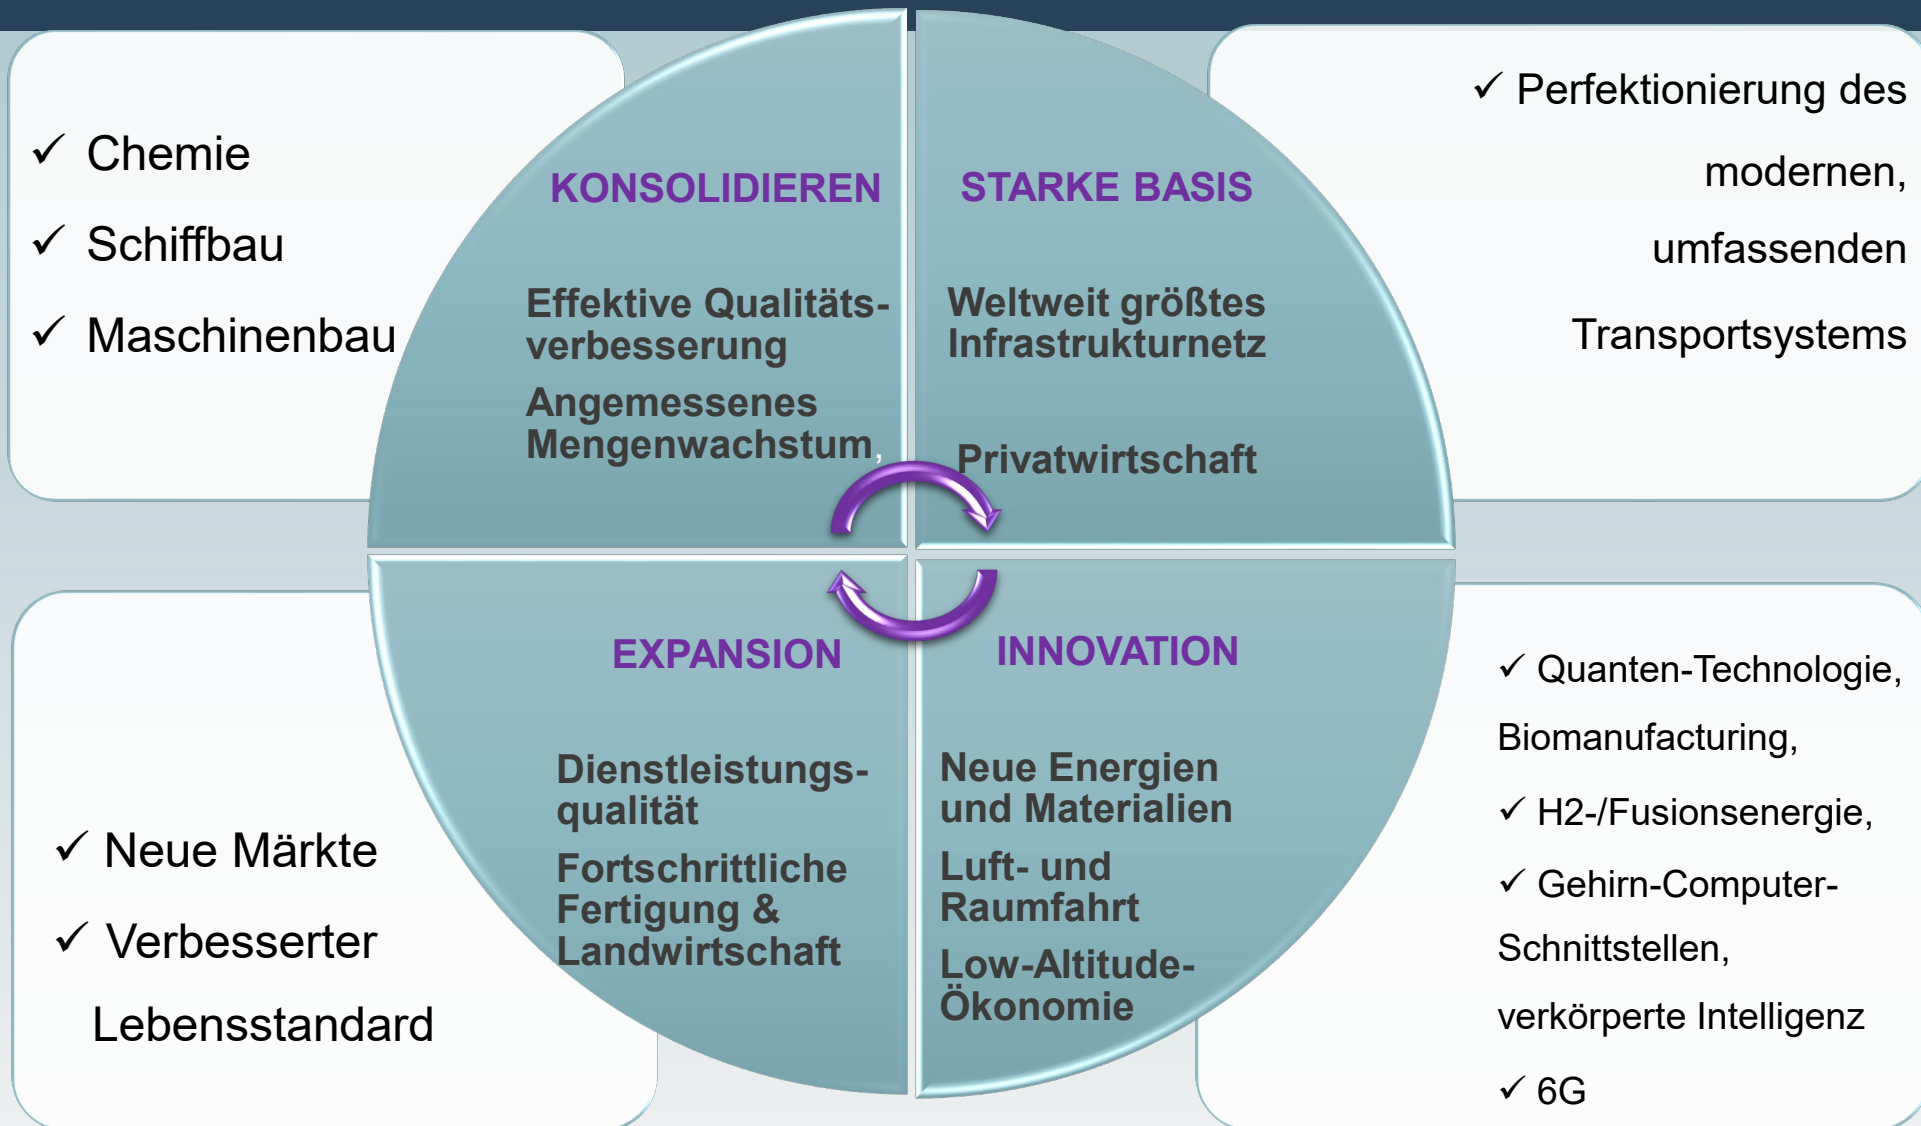 ✓ Chemie
✓ Schiffbau
✓ Maschinenbau
KONSOLIDIEREN
Effektive Qualitäts-
verbesserung
Angemessenes
Mengenwachstum,
STARKE BASIS
Weltweit größtes
Infrastrukturnetz
Privatwirtschaft
✓ Perfektionierung des
modernen,
umfassenden
Transportsystems
✓ Neue Märkte
✓ Verbesserter
Lebensstandard
EXPANSION
Dienstleistungs-
qualität
Fortschrittliche
Fertigung &
Landwirtschaft
INNOVATION
Neue Energien
und Materialien
Luft- und
Raumfahrt
Low-Altitude-
Ökonomie
✓ Quanten-Technologie,
Biomanufacturing,
✓ H2-/Fusionsenergie,
✓ Gehirn-Computer-
Schnittstellen,
verkörperte Intelligenz
✓ 6G